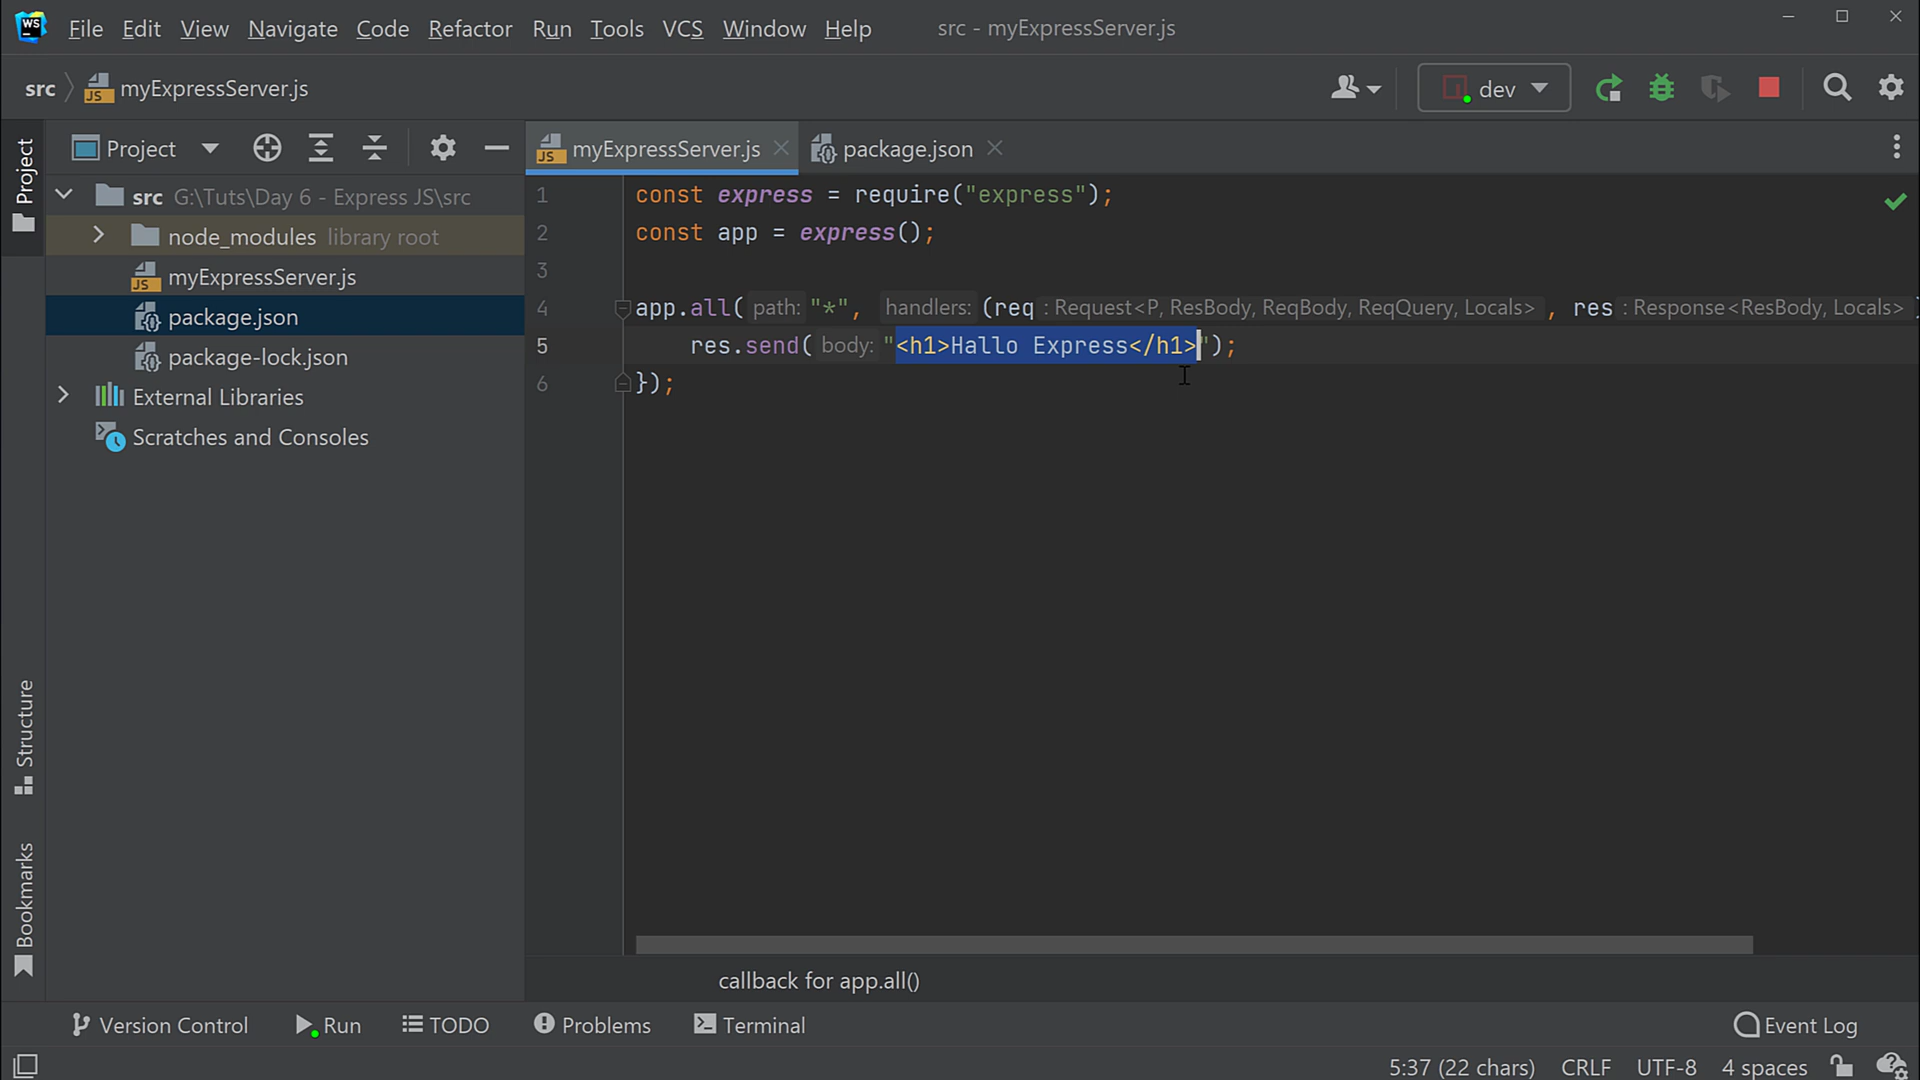 WS File Edit View Navigate Code Refactor Run Tools VCS Window Help src - myExpressServer.js
src myExpressServer.js dev
Project
Project
myExpressServer.js package.json
src G:\Tuts\Day 6 - Express JS\src
node_modules library root
myExpressServer.js
package.json
package-lock.json
External Libraries
Scratches and Consoles
1 const express = require("express");
2 const app = express();
3
4 app.all( path: "*", handlers: (req : Request<P, ResBody, ReqBody, ReqQuery, Locals> , res : Response<ResBody, Locals>
5 res.send( body: "<h1>Hallo Express</h1>");
6 });
Structure
Bookmarks
callback for app.all()
Version Control Run TODO Problems Terminal Event Log
5:37 (22 chars) CRLF UTF-8 4 spaces